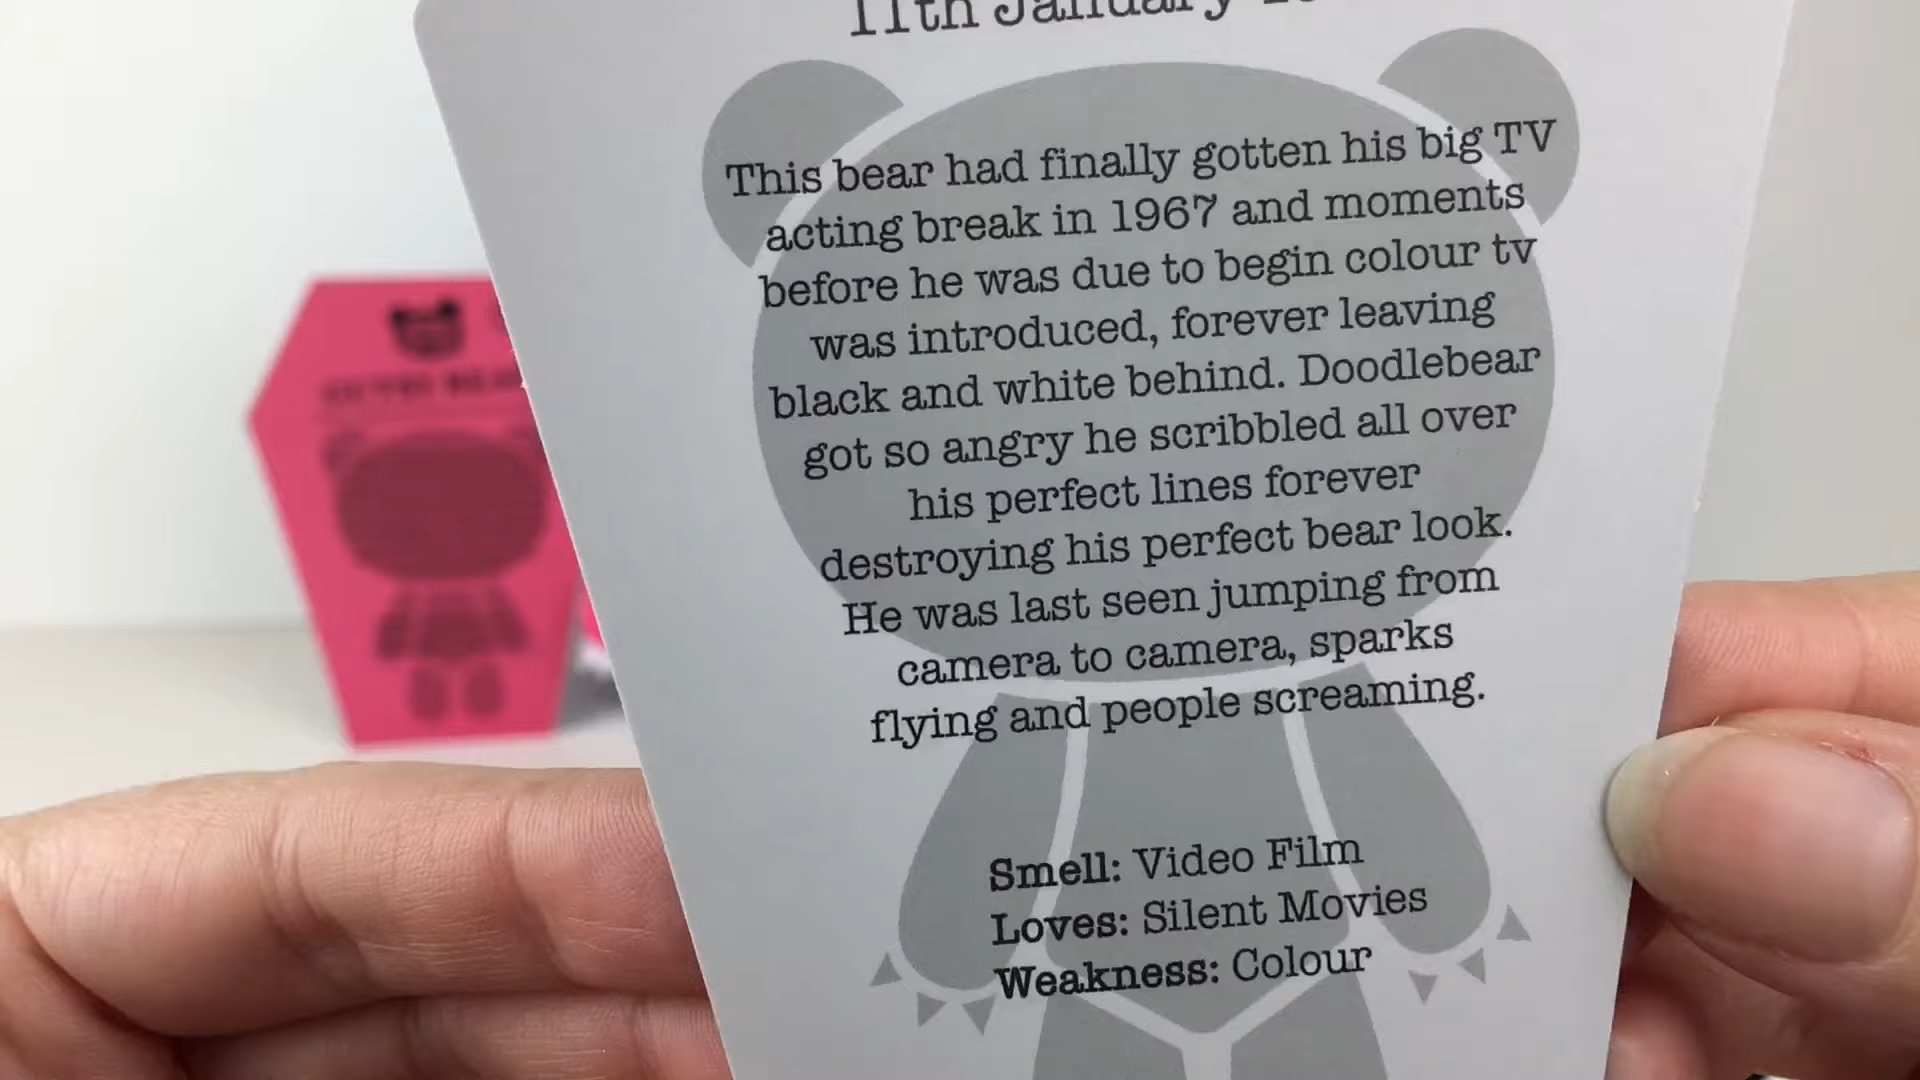 11th January
This bear had finally gotten his big TV
acting break in 1967 and moments
before he was due to begin colour tv
was introduced, forever leaving
black and white behind. Doodlebear
got so angry he scribbled all over
his perfect lines forever
destroying his perfect bear look.
He was last seen jumping from
camera to camera, sparks
flying and people screaming.
Smell: Video Film
Loves: Silent Movies
Weakness: Colour